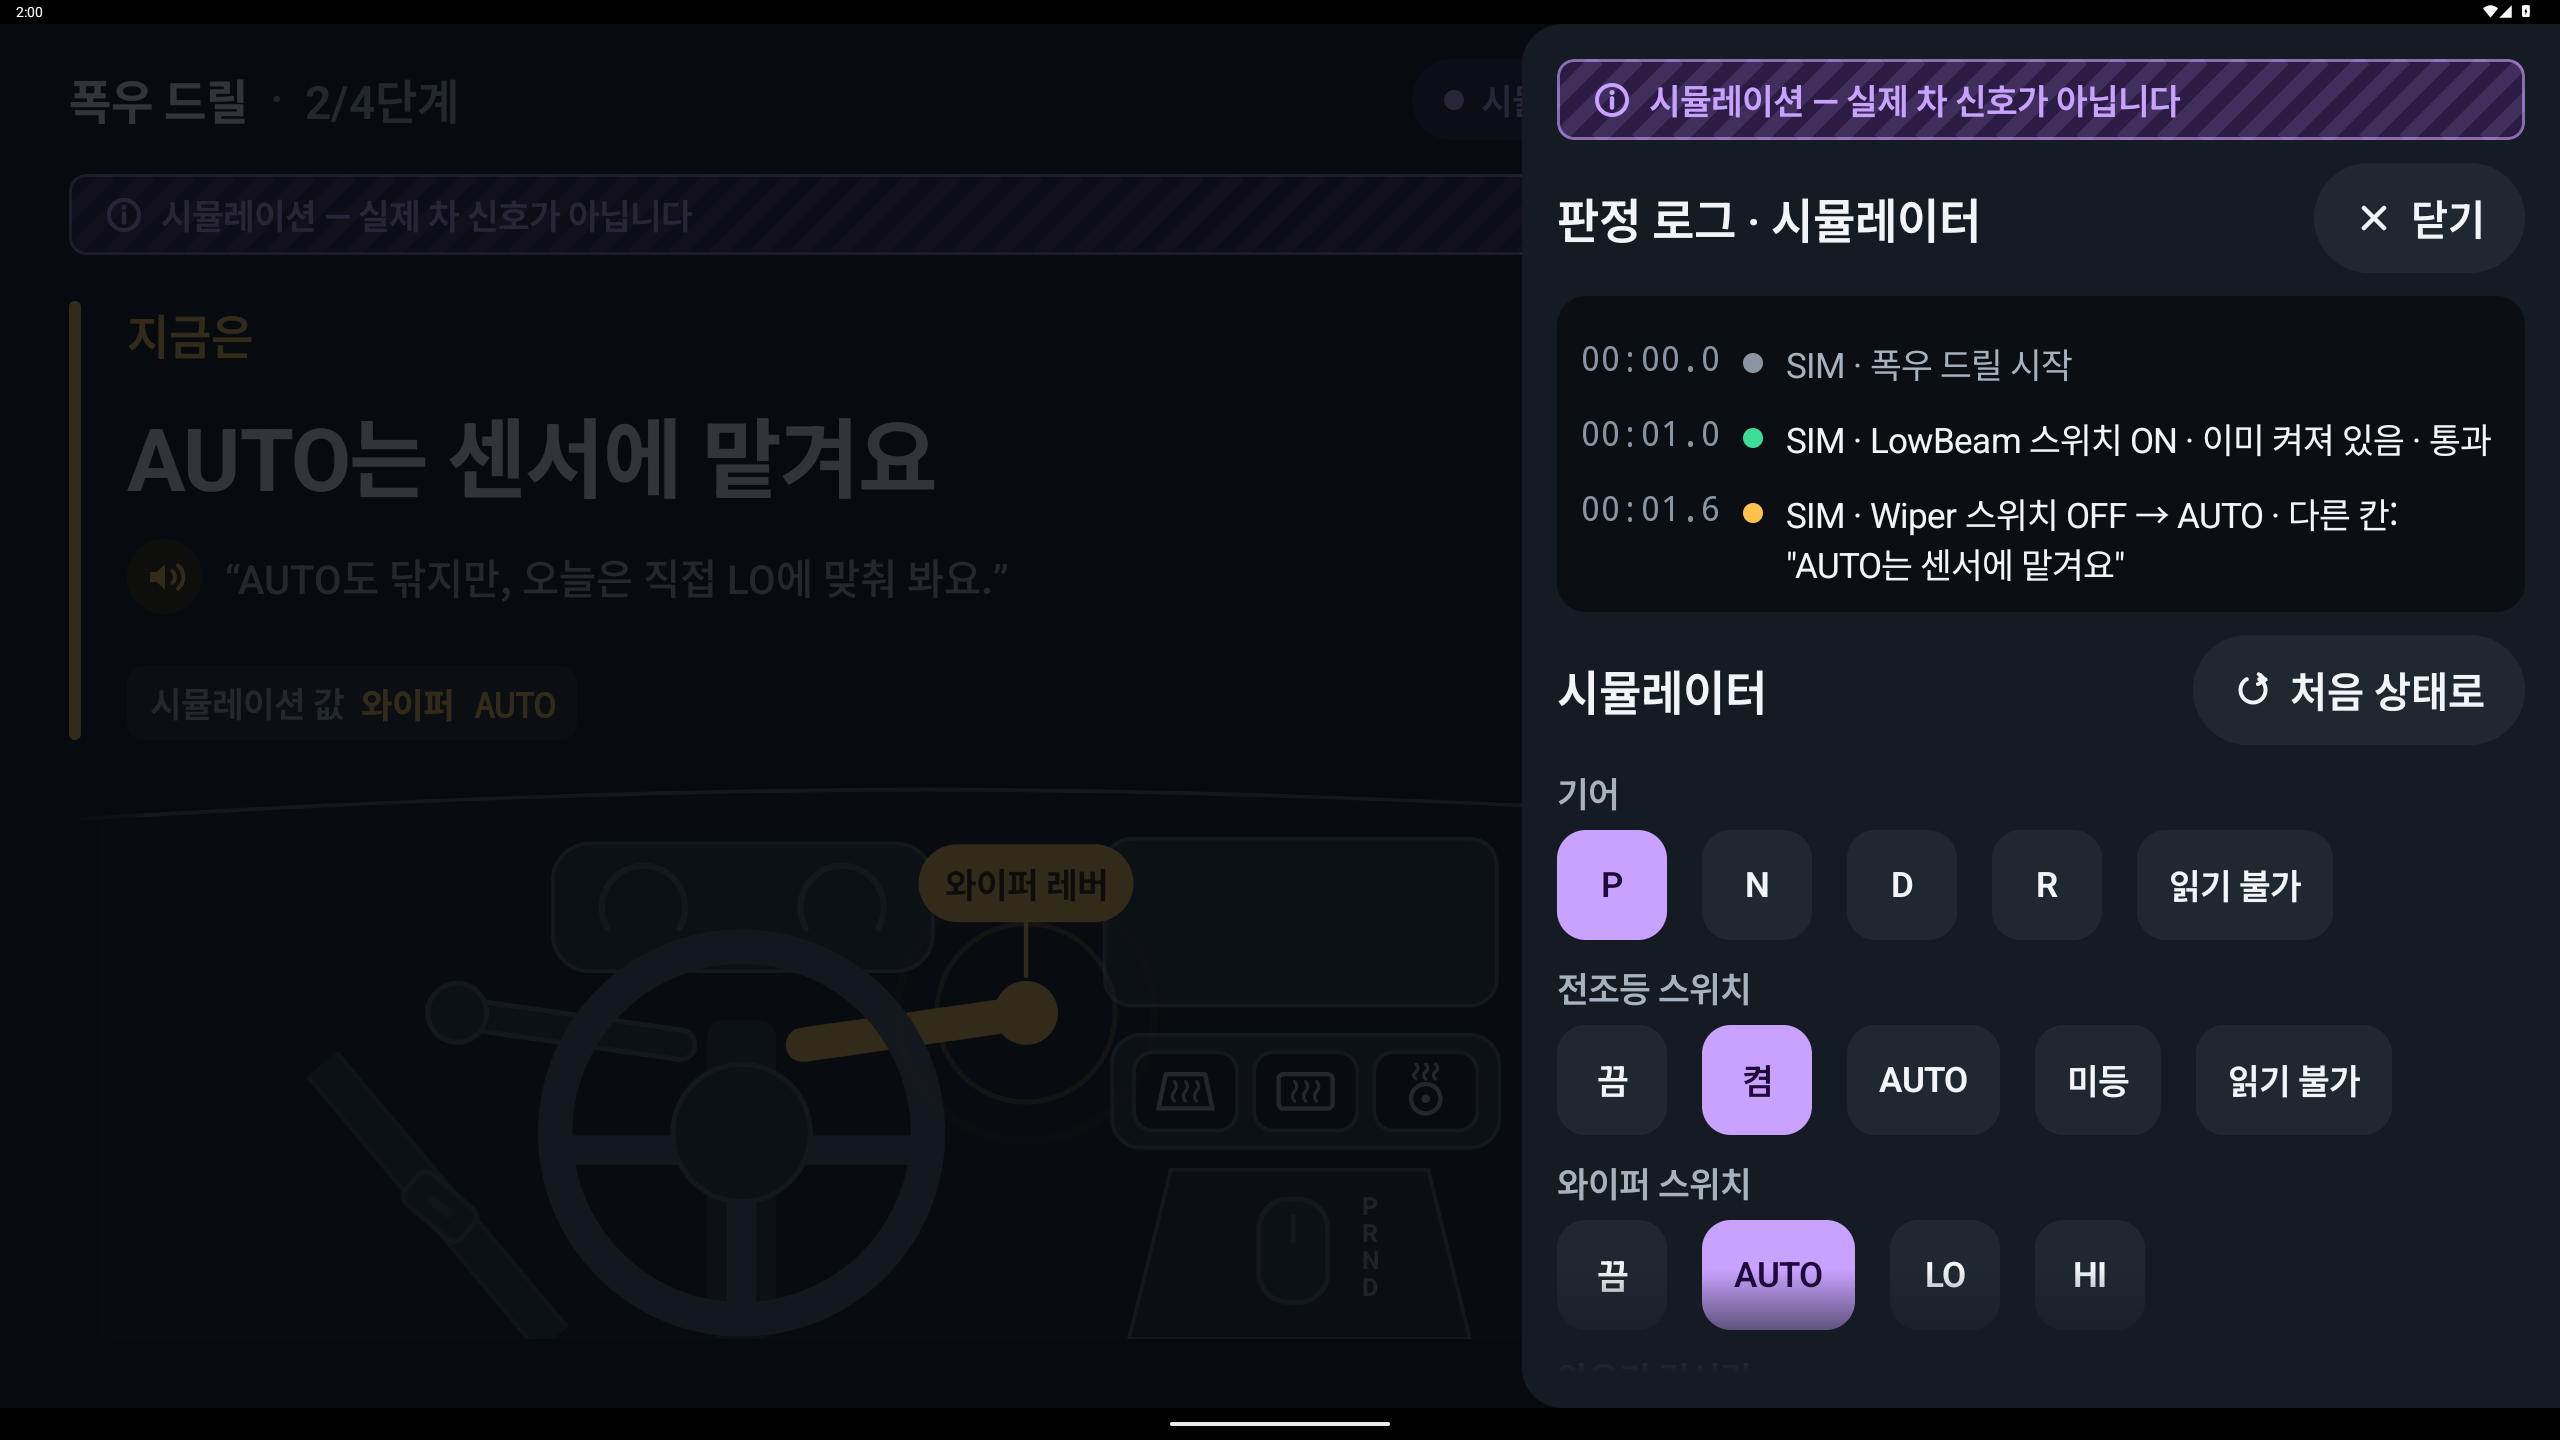 2:00
폭우 드릴 · 2/4단계
시뮬레이션 – 실제 차 신호가 아닙니다
지금은
AUTO는 센서에 맡겨요
“AUTO도 닦지만, 오늘은 직접 LO에 맞춰 봐요.”
시뮬레이션 값 와이퍼 AUTO
와이퍼 레버
P
R
N
D
시뮬레이션 – 실제 차 신호가 아닙니다
판정 로그 · 시뮬레이터
닫기
00:00.0 SIM · 폭우 드릴 시작
00:01.0 SIM · LowBeam 스위치 ON · 이미 켜져 있음 · 통과
00:01.6 SIM · Wiper 스위치 OFF → AUTO · 다른 칸:
"AUTO는 센서에 맡겨요"
시뮬레이터
처음 상태로
기어
P N D R 읽기 불가
전조등 스위치
끔 켬 AUTO 미등 읽기 불가
와이퍼 스위치
끔 AUTO LO HI